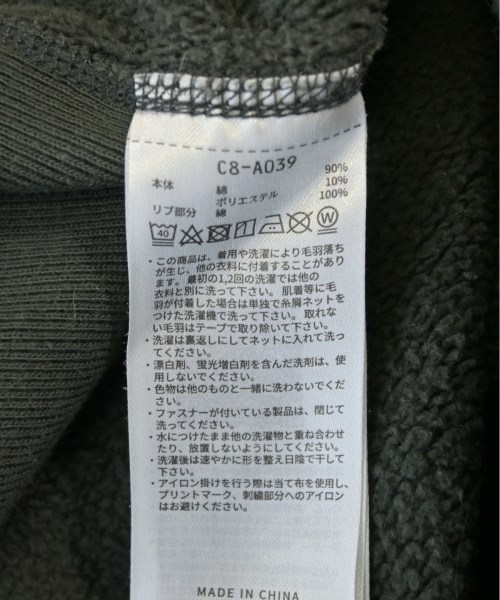 C8-A039
本体 綿 90%
ポリエステル 10%
リブ部分 綿 100%
40 W
・この商品は、着用や洗濯により毛羽落ち
が生じ、他の衣料に付着することがあり
ます。最初の1,2回の洗濯では他の
衣料と別に洗って下さい。肌着等に毛
羽が付着した場合は単独で糸屑ネットを
つけた洗濯機で洗って下さい。取れな
い毛羽はテープで取り除いて下さい。
・洗濯は裏返しにしてネットに入れて洗っ
てください。
・漂白剤、蛍光増白剤を含んだ洗剤は、使
用しないでください。
・色物は他のものと一緒に洗わないでくだ
さい。
・ファスナーが付いている製品は、閉じて
洗ってください。
・水につけたまま他の洗濯物と重ね合わせ
たり、放置しないようにしてください。
・洗濯後は速やかに形を整え日陰で干して
下さい。
・アイロン掛けを行う際は当て布を使用し、
プリントマーク、刺繍部分へのアイロン
はお避けください。
MADE IN CHINA